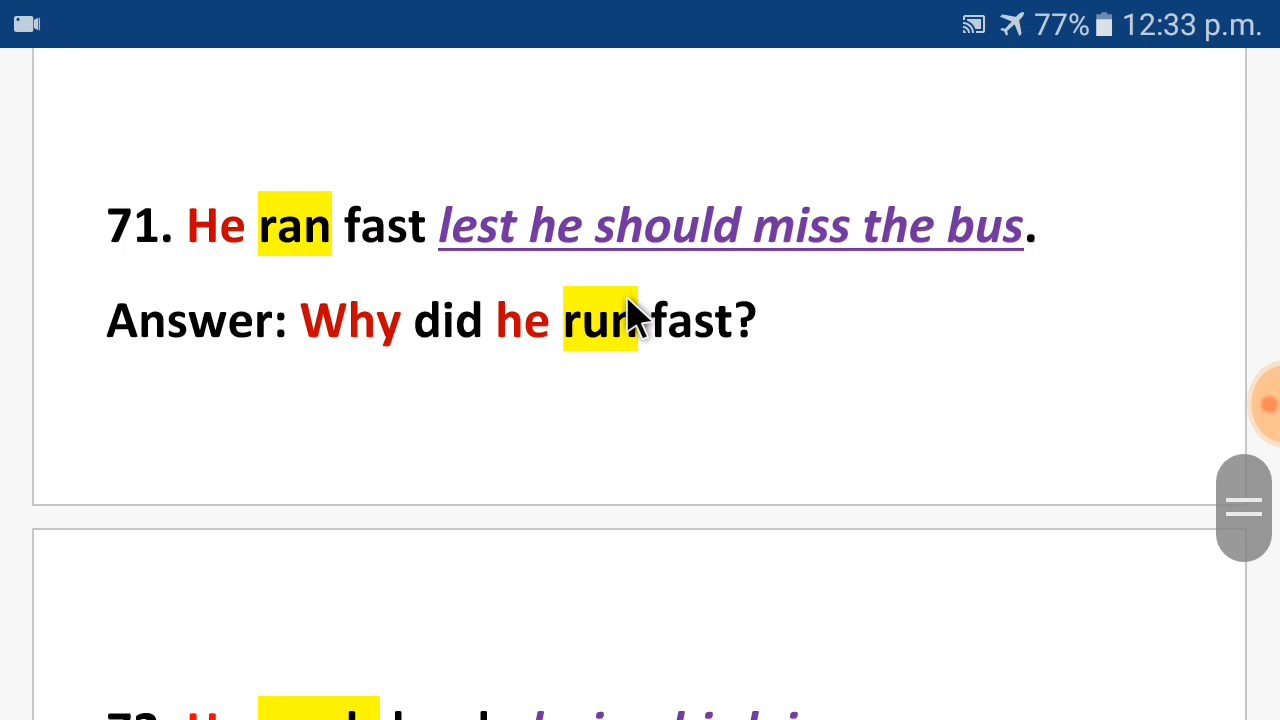 77% 12:33 p.m.
71. He ran fast lest he should miss the bus.
Answer: Why did he run fast?